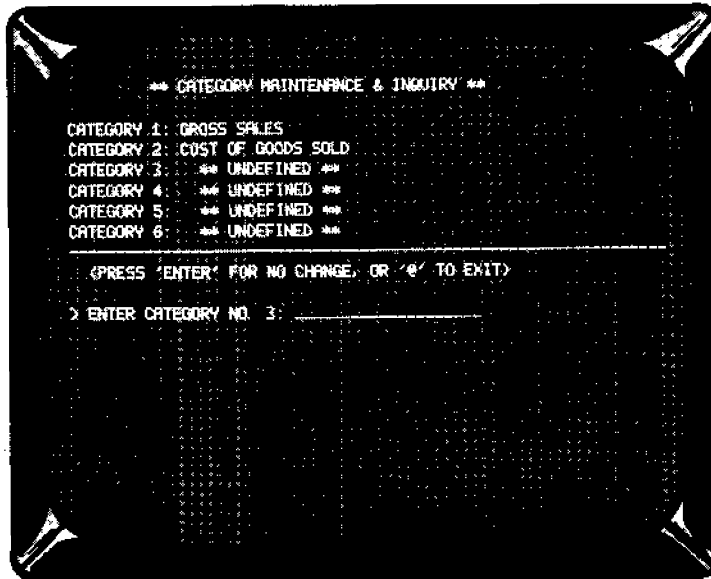 ** CATEGORY MAINTENANCE & INQUIRY **
CATEGORY 1: GROSS SALES
CATEGORY 2: COST OF GOODS SOLD
CATEGORY 3: ** UNDEFINED **
CATEGORY 4: ** UNDEFINED **
CATEGORY 5: ** UNDEFINED **
CATEGORY 6: ** UNDEFINED **
<PRESS 'ENTER' FOR NO CHANGE, OR '@' TO EXIT>
> ENTER CATEGORY NO. 3: